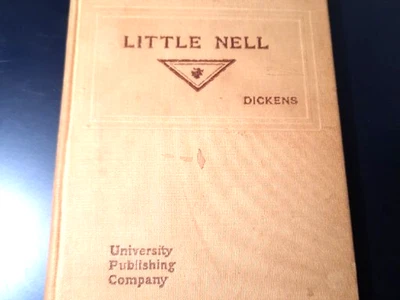 LITTLE NELL
DICKENS
University
Publishing
Company